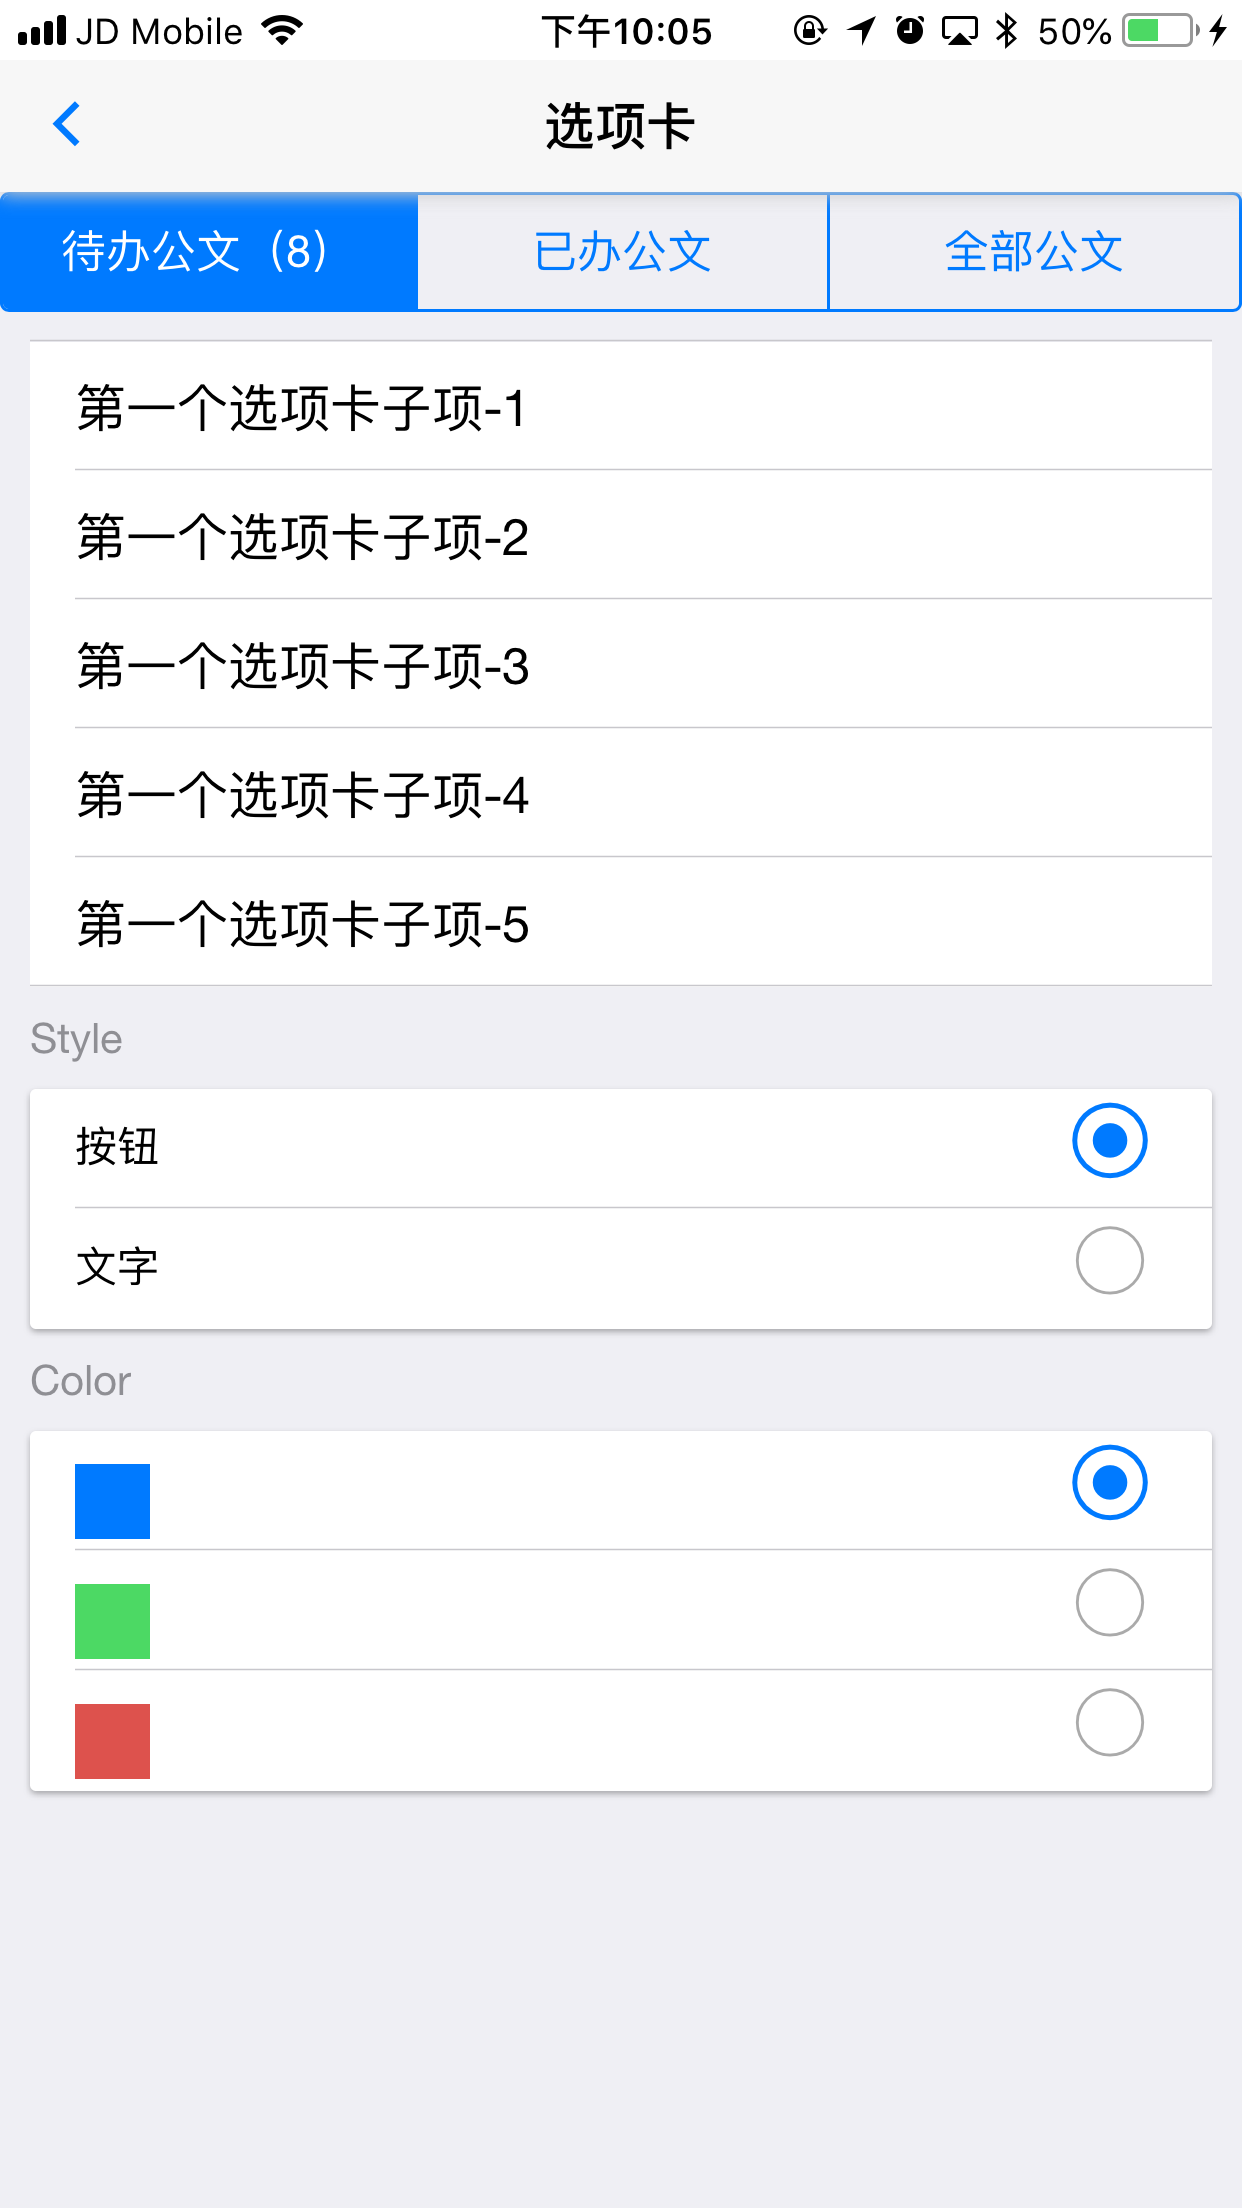 JD Mobile 下午10:05 50%
选项卡
待办公文（8） 已办公文 全部公文
第一个选项卡子项-1
第一个选项卡子项-2
第一个选项卡子项-3
第一个选项卡子项-4
第一个选项卡子项-5
Style
按钮
文字
Color